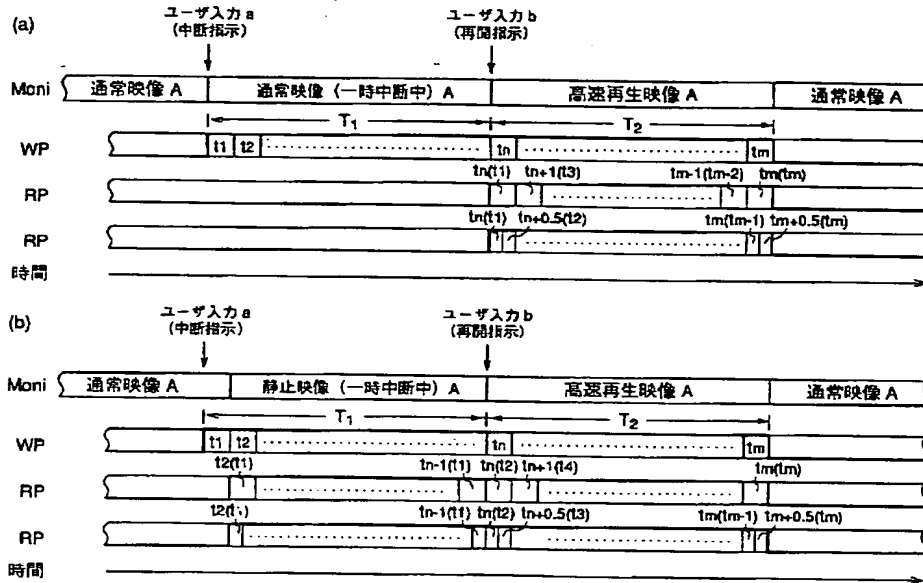 (a)
ユーザ入力 a
(中断指示)
ユーザ入力 b
(再開指示)
Moni 通常映像 A 通常映像 (一時中断中) A 高速再生映像 A 通常映像 A
T1 T2
WP t1 t2 tn tm
tn(t1) tn+1(t3) tm-1(tm-2) tm(tm)
RP
tn(t1) tn+0.5(t2) tm(tm-1) tm+0.5(tm)
RP
時間
(b)
ユーザ入力 a
(中断指示)
ユーザ入力 b
(再開指示)
Moni 通常映像 A 静止映像 (一時中断中) A 高速再生映像 A 通常映像 A
T1 T2
WP t1 t2 tn tm
t2(t1) tn-1(t1) tn(t2) tn+1(t4) tm(tm)
RP
t2(t1) tn-1(t1) tn(t2) tn+0.5(t3) tm(tm-1) tm+0.5(tm)
RP
時間